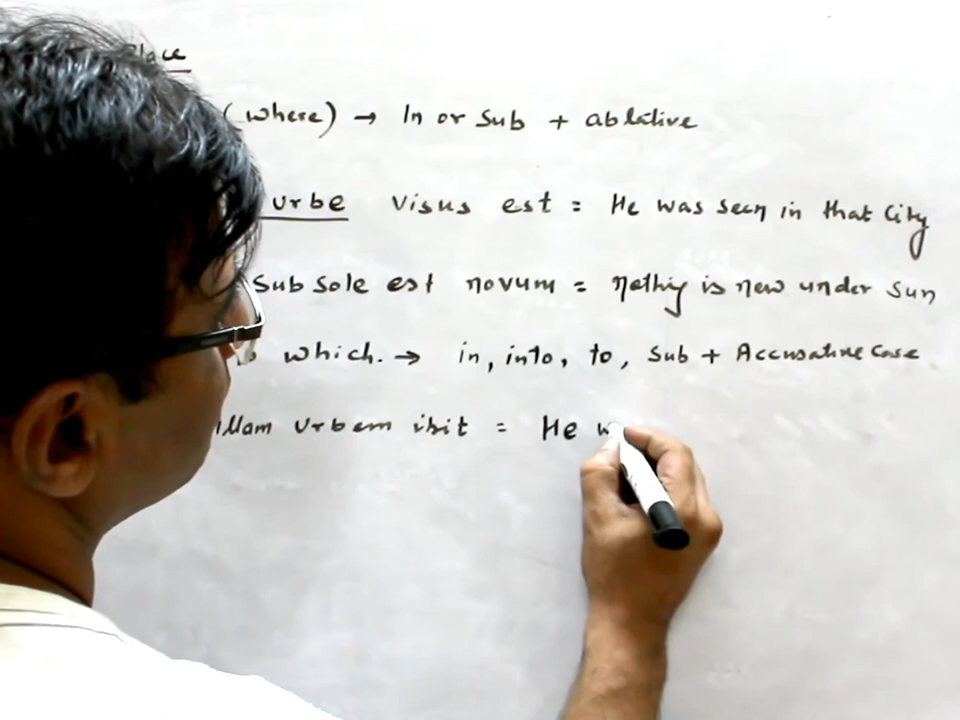 Place
(where) → In or Sub + ablative
urbe visus est = He was seen in that City
Sub Sole est novum = nothig is new under Sun
which. → in, into, to, Sub + Accusative Case
illam urbem ibit = He w